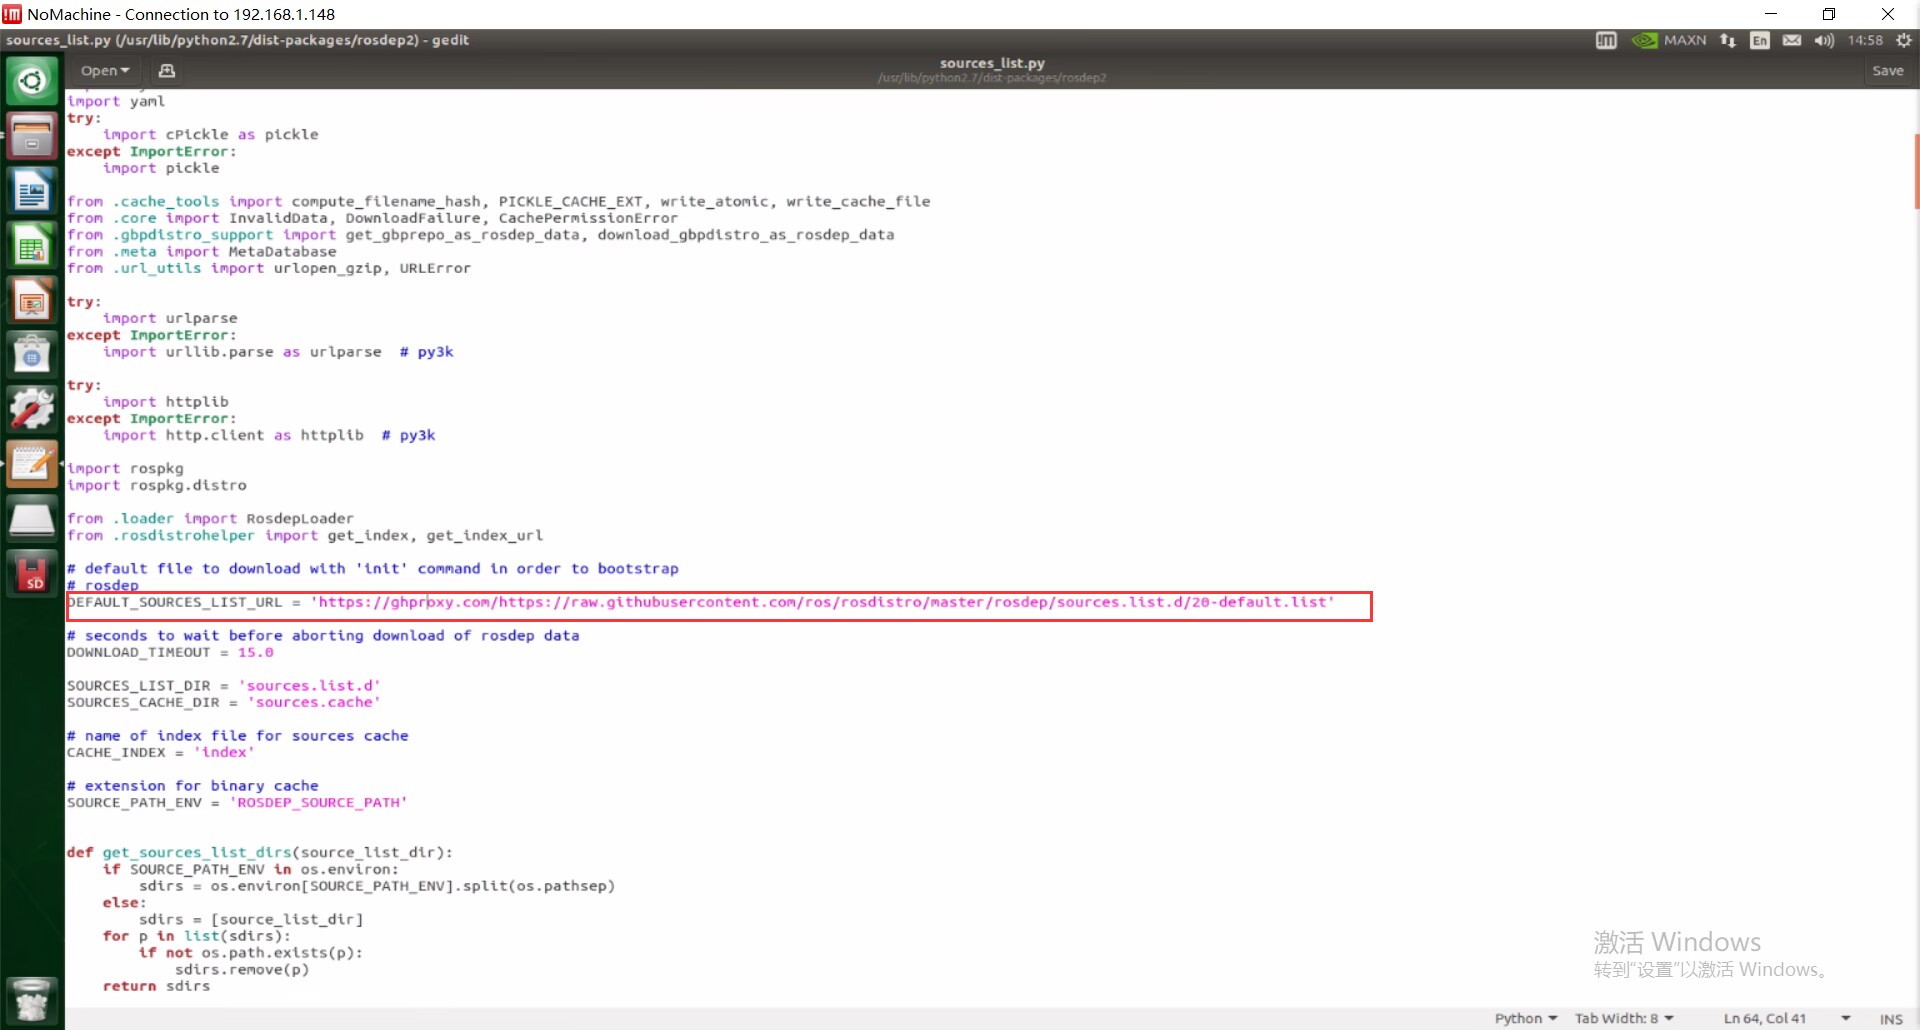 NoMachine - Connection to 192.168.1.148
sources_list.py (/usr/lib/python2.7/dist-packages/rosdep2) - gedit
MAXN
En
14:58
Open
sources_list.py
/usr/lib/python2.7/dist-packages/rosdep2
Save
import yaml
try:
    import cPickle as pickle
except ImportError:
    import pickle
from .cache_tools import compute_filename_hash, PICKLE_CACHE_EXT, write_atomic, write_cache_file
from .core import InvalidData, DownloadFailure, CachePermissionError
from .gbpdistro_support import get_gbprepo_as_rosdep_data, download_gbpdistro_as_rosdep_data
from .meta import MetaDatabase
from .url_utils import urlopen_gzip, URLError
try:
    import urlparse
except ImportError:
    import urllib.parse as urlparse  # py3k
try:
    import httplib
except ImportError:
    import http.client as httplib  # py3k
import rospkg
import rospkg.distro
from .loader import RosdepLoader
from .rosdistrohelper import get_index, get_index_url
# default file to download with 'init' command in order to bootstrap
# rosdep
DEFAULT_SOURCES_LIST_URL = 'https://ghproxy.com/https://raw.githubusercontent.com/ros/rosdistro/master/rosdep/sources.list.d/20-default.list'
# seconds to wait before aborting download of rosdep data
DOWNLOAD_TIMEOUT = 15.0
SOURCES_LIST_DIR = 'sources.list.d'
SOURCES_CACHE_DIR = 'sources.cache'
# name of index file for sources cache
CACHE_INDEX = 'index'
# extension for binary cache
SOURCE_PATH_ENV = 'ROSDEP_SOURCE_PATH'
def get_sources_list_dirs(source_list_dir):
    if SOURCE_PATH_ENV in os.environ:
        sdirs = os.environ[SOURCE_PATH_ENV].split(os.pathsep)
    else:
        sdirs = [source_list_dir]
    for p in list(sdirs):
        if not os.path.exists(p):
            sdirs.remove(p)
    return sdirs
SD
激活 Windows
转到“设置”以激活 Windows。
Python
Tab Width: 8
Ln 64, Col 41
INS